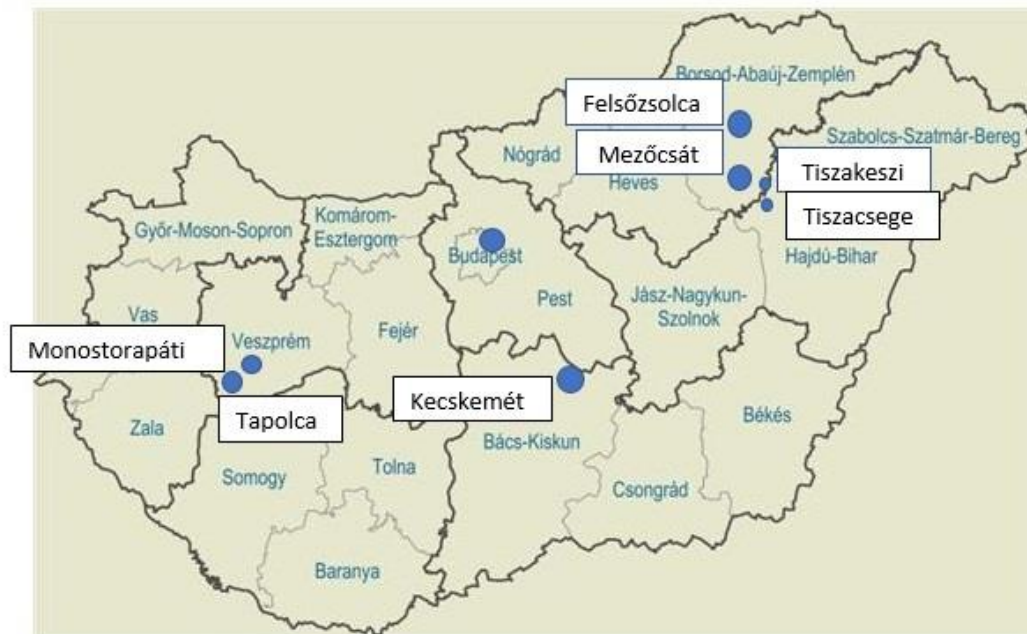 Borsod-Abaúj-Zemplén
Felsőzsolca
Szabolcs-Szatmár-Bereg
Nógrád
Mezőcsát
Heves
Tiszakeszi
Tiszacsege
Győr-Moson-Sopron
Komárom-
Esztergom
Budapest
Hajdú-Bihar
Pest
Jász-Nagykun-
Szolnok
Vas
Veszprém
Fejér
Monostorapáti
Kecskemét
Tapolca
Zala
Békés
Bács-Kiskun
Somogy
Tolna
Csongrád
Baranya